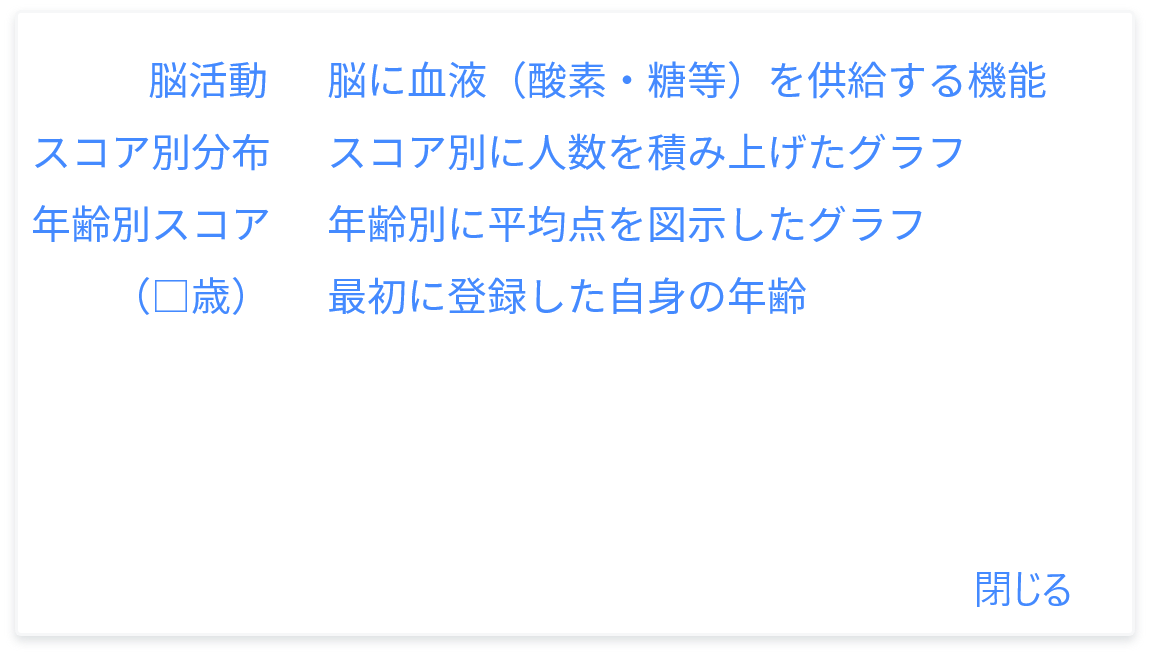 脳活動 脳に血液（酸素・糖等）を供給する機能
スコア別分布 スコア別に人数を積み上げたグラフ
年齢別スコア 年齢別に平均点を図示したグラフ
（□歳） 最初に登録した自身の年齢
閉じる